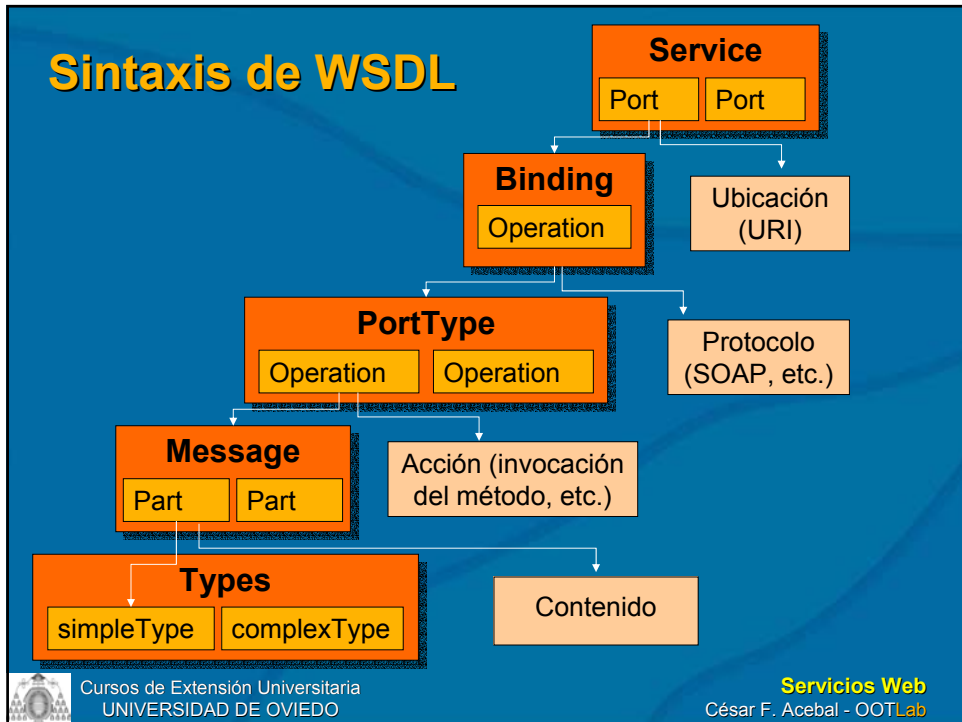 Sintaxis de WSDL
Service
Port
Port
Binding
Operation
Ubicación
(URI)
PortType
Operation
Operation
Protocolo
(SOAP, etc.)
Message
Part
Part
Acción (invocación
del método, etc.)
Types
simpleType
complexType
Contenido
Cursos de Extensión Universitaria
UNIVERSIDAD DE OVIEDO
Servicios Web
César F. Acebal - OOTLab